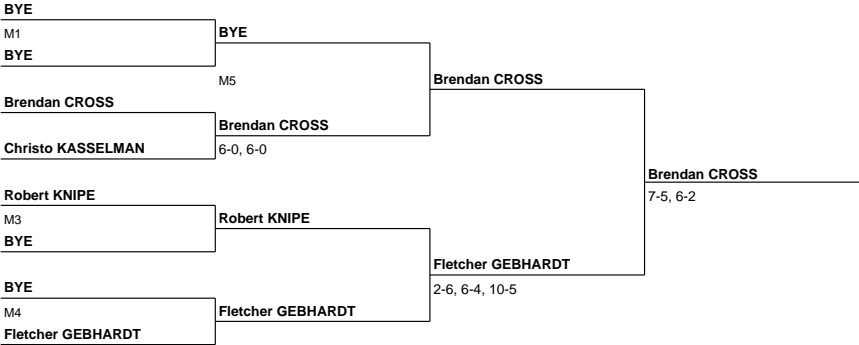 BYE
M1
BYE
BYE
M5
Brendan CROSS
Brendan CROSS
Brendan CROSS
Christo KASSELMAN
6-0, 6-0
Brendan CROSS
7-5, 6-2
Robert KNIPE
M3
Robert KNIPE
BYE
Fletcher GEBHARDT
2-6, 6-4, 10-5
BYE
M4
Fletcher GEBHARDT
Fletcher GEBHARDT